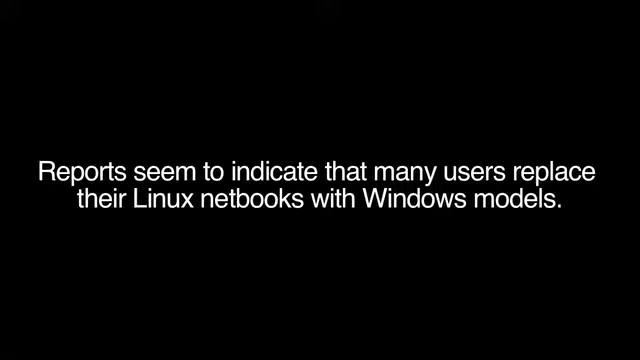 Reports seem to indicate that many users replace
their Linux netbooks with Windows models.